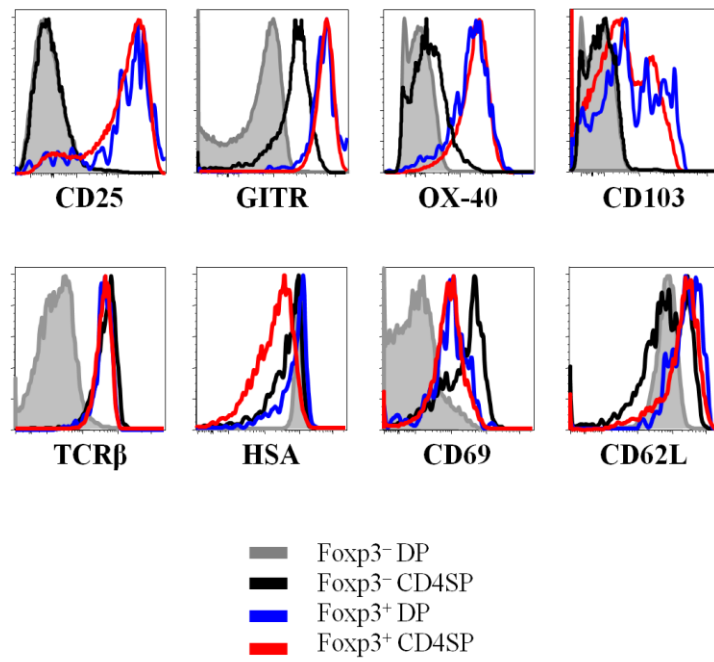 CD25 GITR OX-40 CD103
TCRβ HSA CD69 CD62L
Foxp3⁻ DP
Foxp3⁻ CD4SP
Foxp3⁺ DP
Foxp3⁺ CD4SP